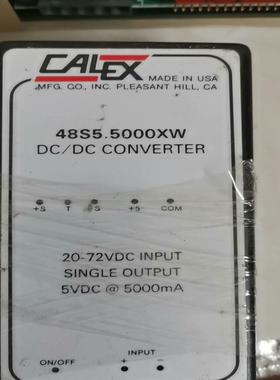 CALEX
MADE IN USA
MFG. CO., INC. PLEASANT HILL, CA
48S5.5000XW
DC/DC CONVERTER
+S T -S +5 COM
20-72VDC INPUT
SINGLE OUTPUT
5VDC @ 5000mA
ON/OFF + INPUT -